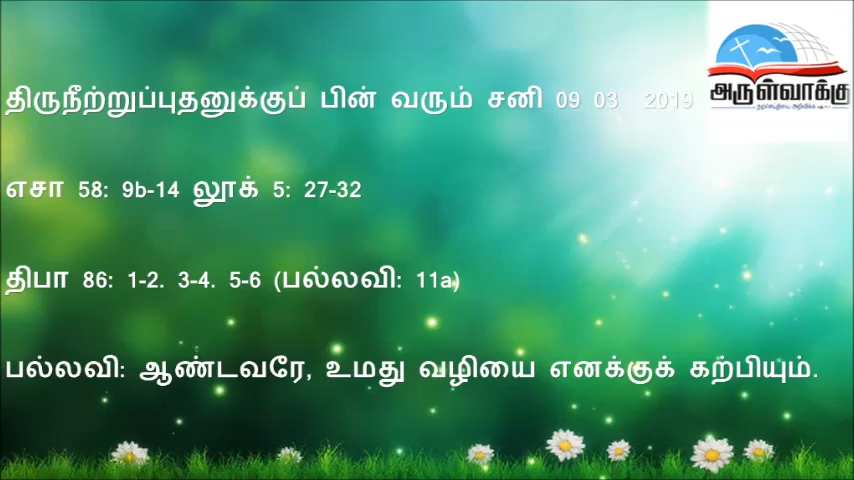 திருநீற்றுப்புதனுக்குப் பின் வரும் சனி 09 03 2019
அருள்வாக்கு
எசா 58: 9b-14 லூக் 5: 27-32
திபா 86: 1-2. 3-4. 5-6 (பல்லவி: 11a)
பல்லவி: ஆண்டவரே, உமது வழியை எனக்குக் கற்பியும்.